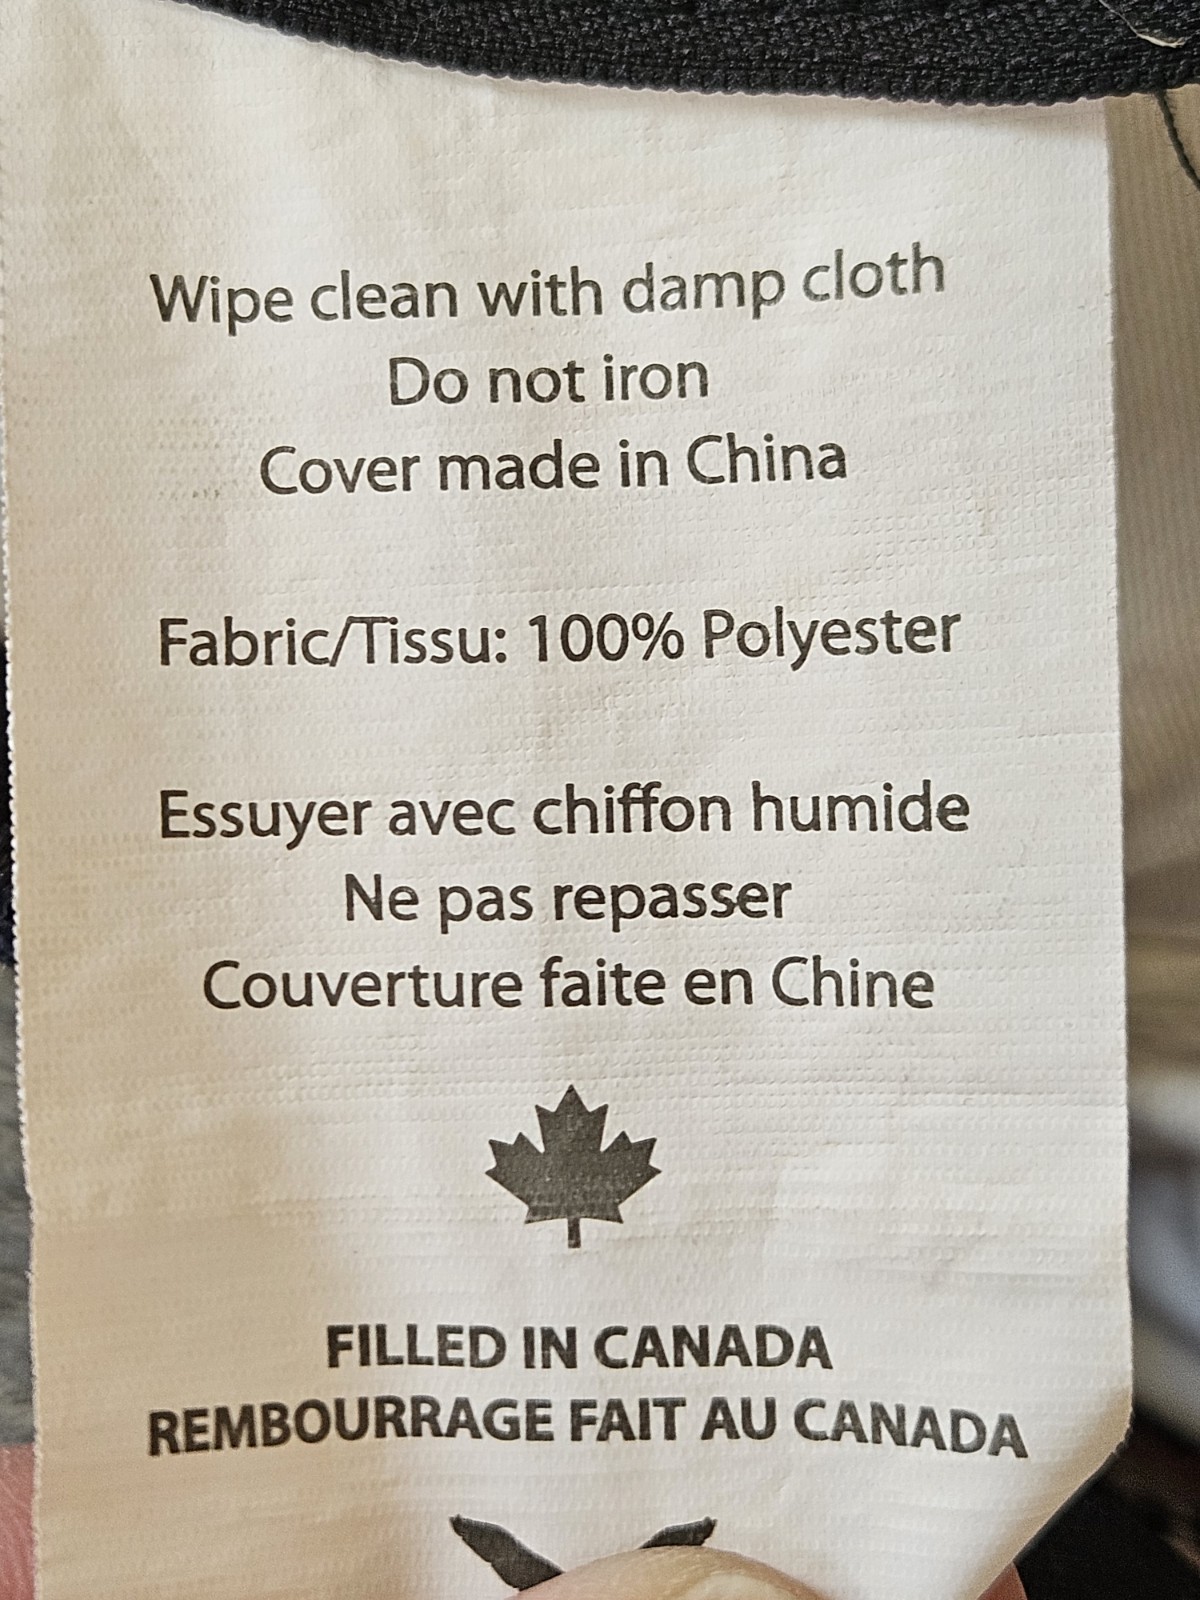 Wipe clean with damp cloth
Do not iron
Cover made in China
Fabric/Tissu: 100% Polyester
Essuyer avec chiffon humide
Ne pas repasser
Couverture faite en Chine
FILLED IN CANADA
REMBOURRAGE FAIT AU CANADA